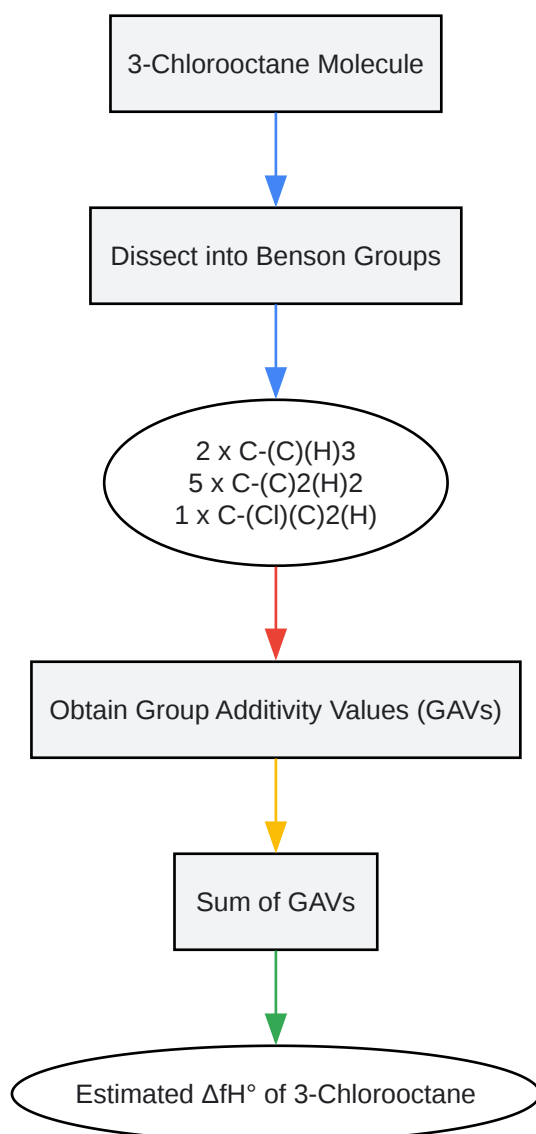 3-Chlorooctane Molecule
Dissect into Benson Groups
2 x C-(C)(H)3
5 x C-(C)2(H)2
1 x C-(Cl)(C)2(H)
Obtain Group Additivity Values (GAVs)
Sum of GAVs
Estimated ΔfH° of 3-Chlorooctane